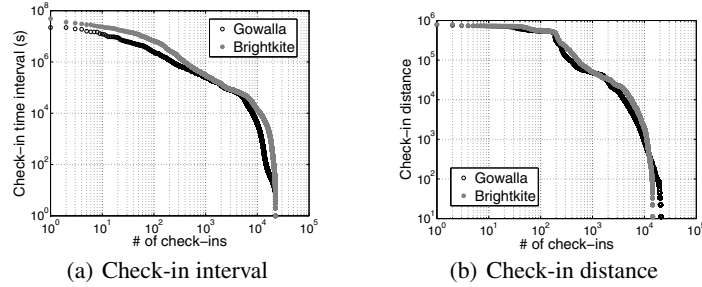 10^8
10^6
10^4
10^2
10^0
Check-in time interval (s)
Gowalla
Brightkite
10^0
10^1
10^2
10^3
10^4
10^5
# of check-ins
(a) Check-in interval
10^6
10^5
10^4
10^3
10^2
10^1
Check-in distance
Gowalla
Brightkite
10^0
10^1
10^2
10^3
10^4
10^5
# of check-ins
(b) Check-in distance